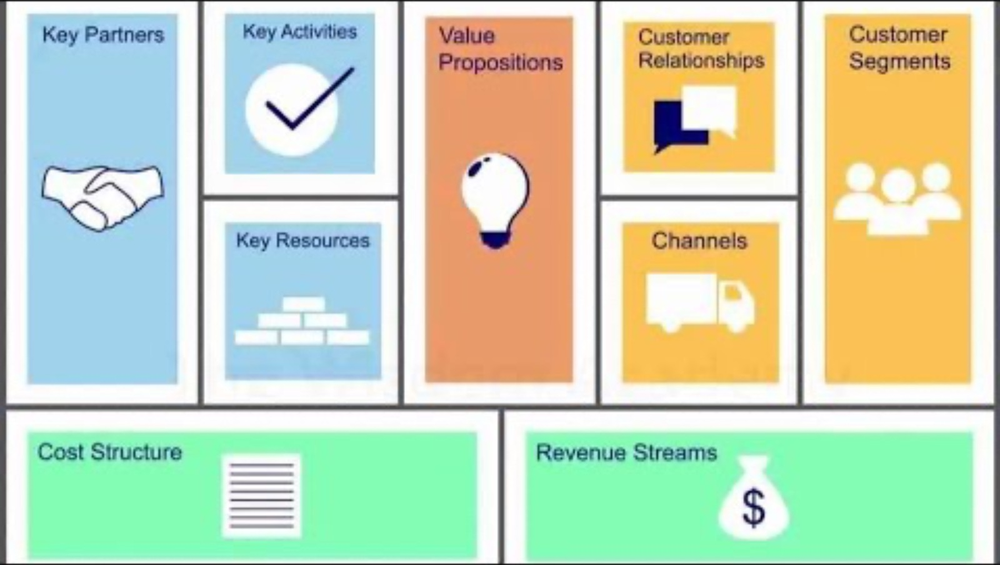 Key Partners
Key Activities
Key Resources
Value
Propositions
Customer
Relationships
Channels
Customer
Segments
Cost Structure
Revenue Streams
$